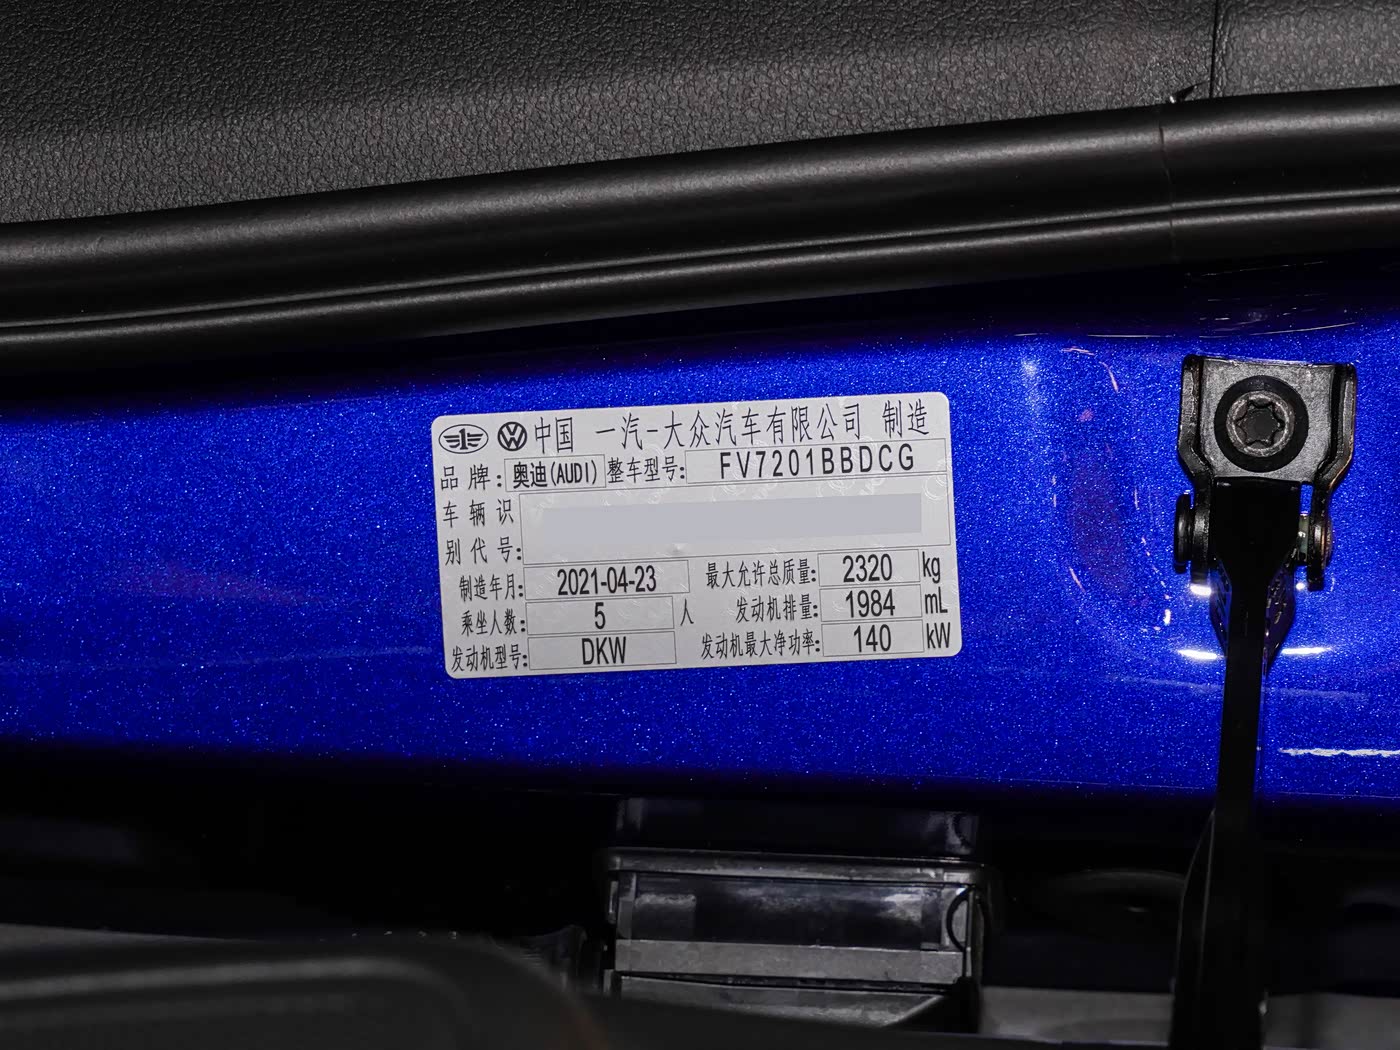 中国 一汽-大众汽车有限公司 制造
品牌: 奥迪(AUDI) 整车型号: FV7201BBDCG
车辆识
别代号:
制造年月: 2021-04-23 最大允许总质量: 2320 kg
乘坐人数: 5 人 发动机排量: 1984 mL
发动机型号: DKW 发动机最大净功率: 140 kW